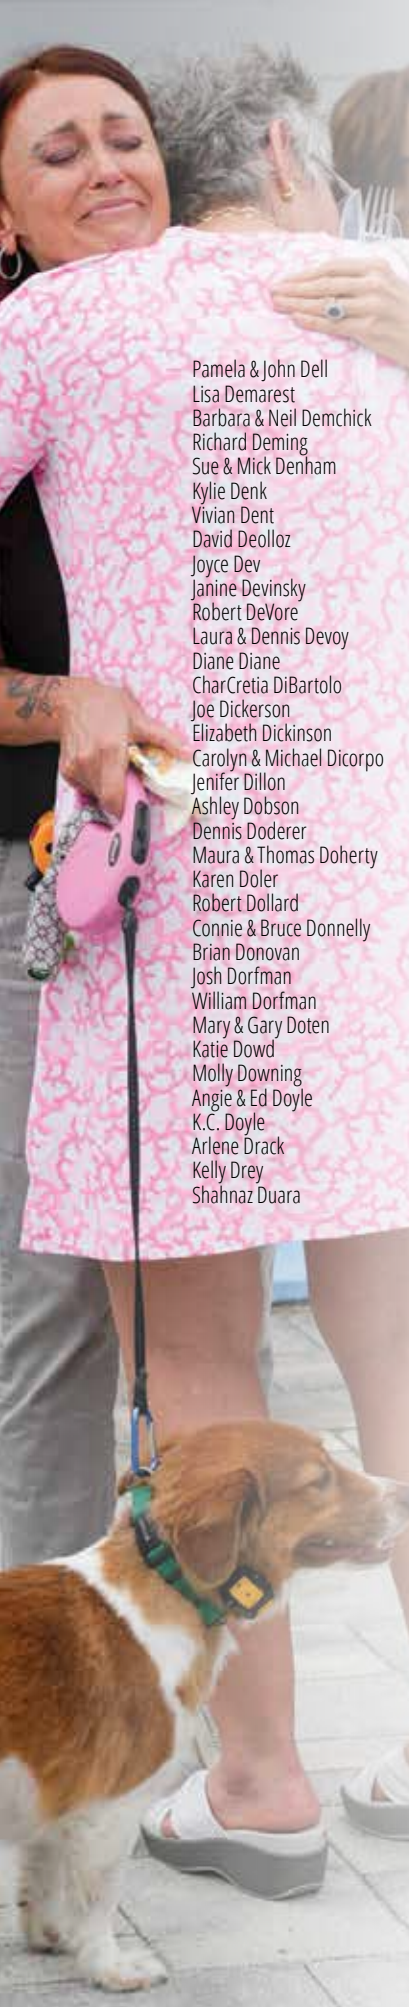 Pamela & John Dell
Lisa Demarest
Barbara & Neil Demchick
Richard Deming
Sue & Mick Denham
Kylie Denk
Vivian Dent
David Deolloz
Joyce Dev
Janine Devinsky
Robert DeVore
Laura & Dennis Devoy
Diane Diane
CharCretia DiBartolo
Joe Dickerson
Elizabeth Dickinson
Carolyn & Michael Dicorpo
Jenifer Dillon
Ashley Dobson
Dennis Doderer
Maura & Thomas Doherty
Karen Doler
Robert Dollard
Connie & Bruce Donnelly
Brian Donovan
Josh Dorfman
William Dorfman
Mary & Gary Doten
Katie Dowd
Molly Downing
Angie & Ed Doyle
K.C. Doyle
Arlene Drack
Kelly Drey
Shahnaz Duara